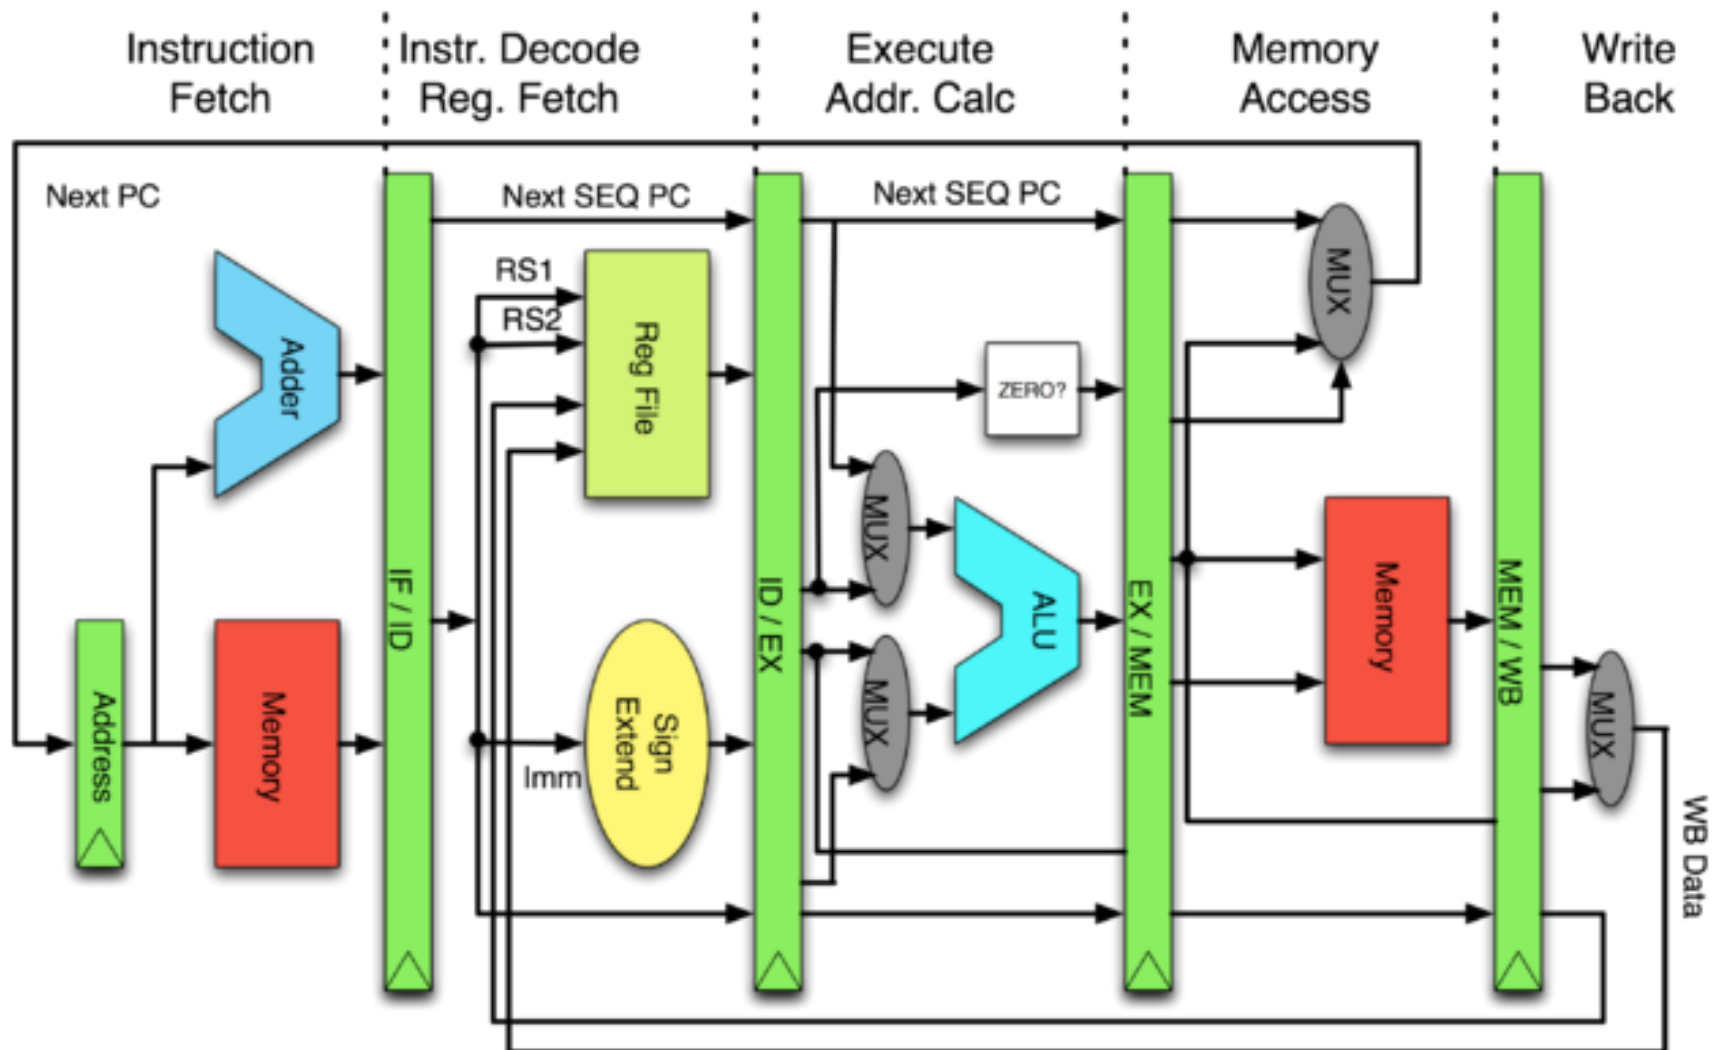 Instruction
Fetch
Instr. Decode
Reg. Fetch
Execute
Addr. Calc
Memory
Access
Write
Back
Next PC
Next SEQ PC
Next SEQ PC
RS1
RS2
Adder
Reg File
ZERO?
MUX
MUX
MUX
ALU
IF / ID
ID / EX
EX / MEM
MEM / WB
Address
Memory
Sign
Extend
Imm
Memory
MUX
WB Data